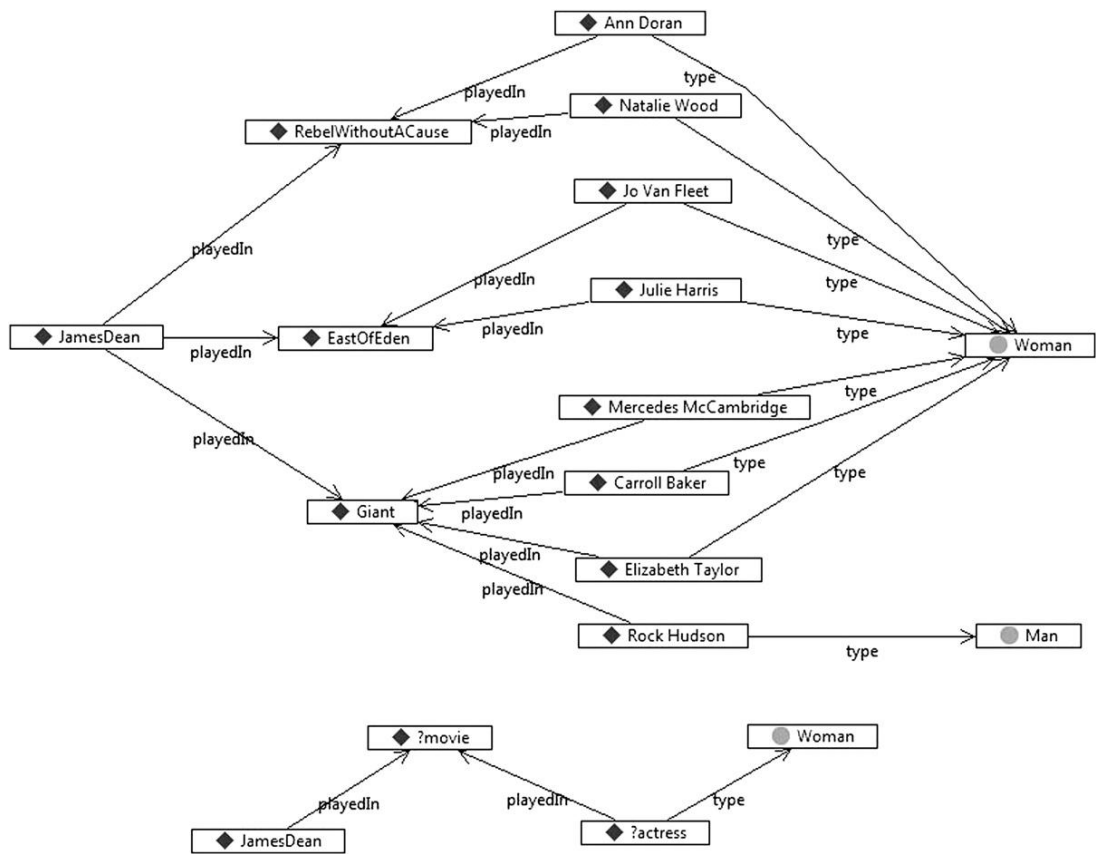 Ann Doran
type
playedIn
Natalie Wood
RebelWithoutACause
playedIn
Jo Van Fleet
playedIn
type
playedIn
type
Julie Harris
playedIn
type
JamesDean
EastOfEden
playedIn
Woman
type
Mercedes McCambridge
playedIn
playedIn
type
type
Carroll Baker
Giant
playedIn
playedIn
Elizabeth Taylor
playedIn
Rock Hudson
Man
type
?movie
Woman
playedIn
playedIn
type
JamesDean
?actress